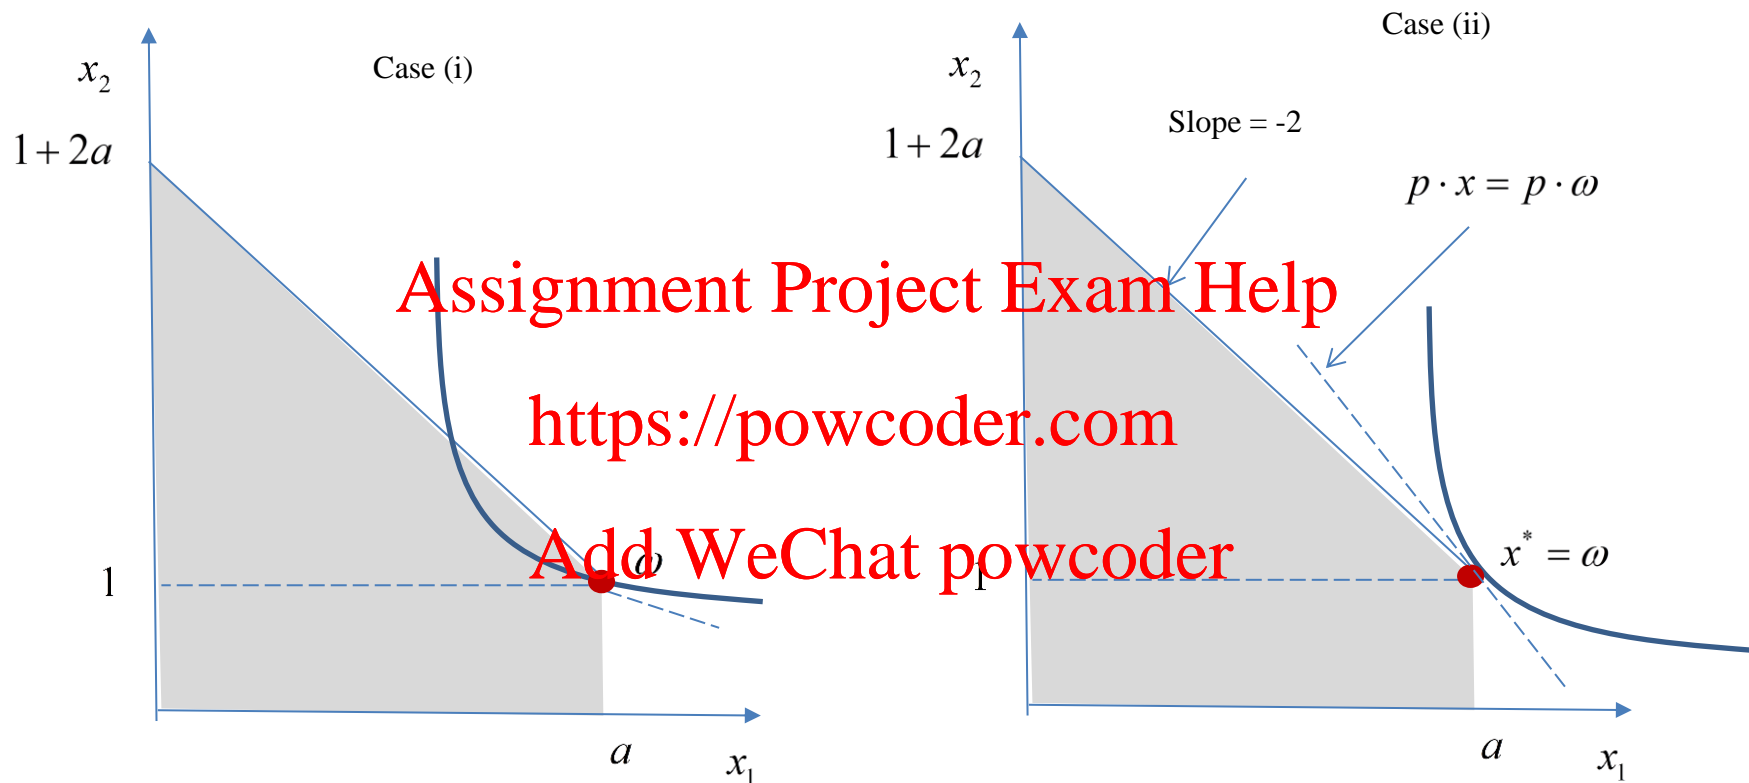 Case (i)
x₂
1 + 2a
1
ω
a
x₁
Case (ii)
x₂
Slope = -2
1 + 2a
p · x = p · ω
1
x* = ω
a
x₁
Assignment Project Exam Help
https://powcoder.com
Add WeChat powcoder